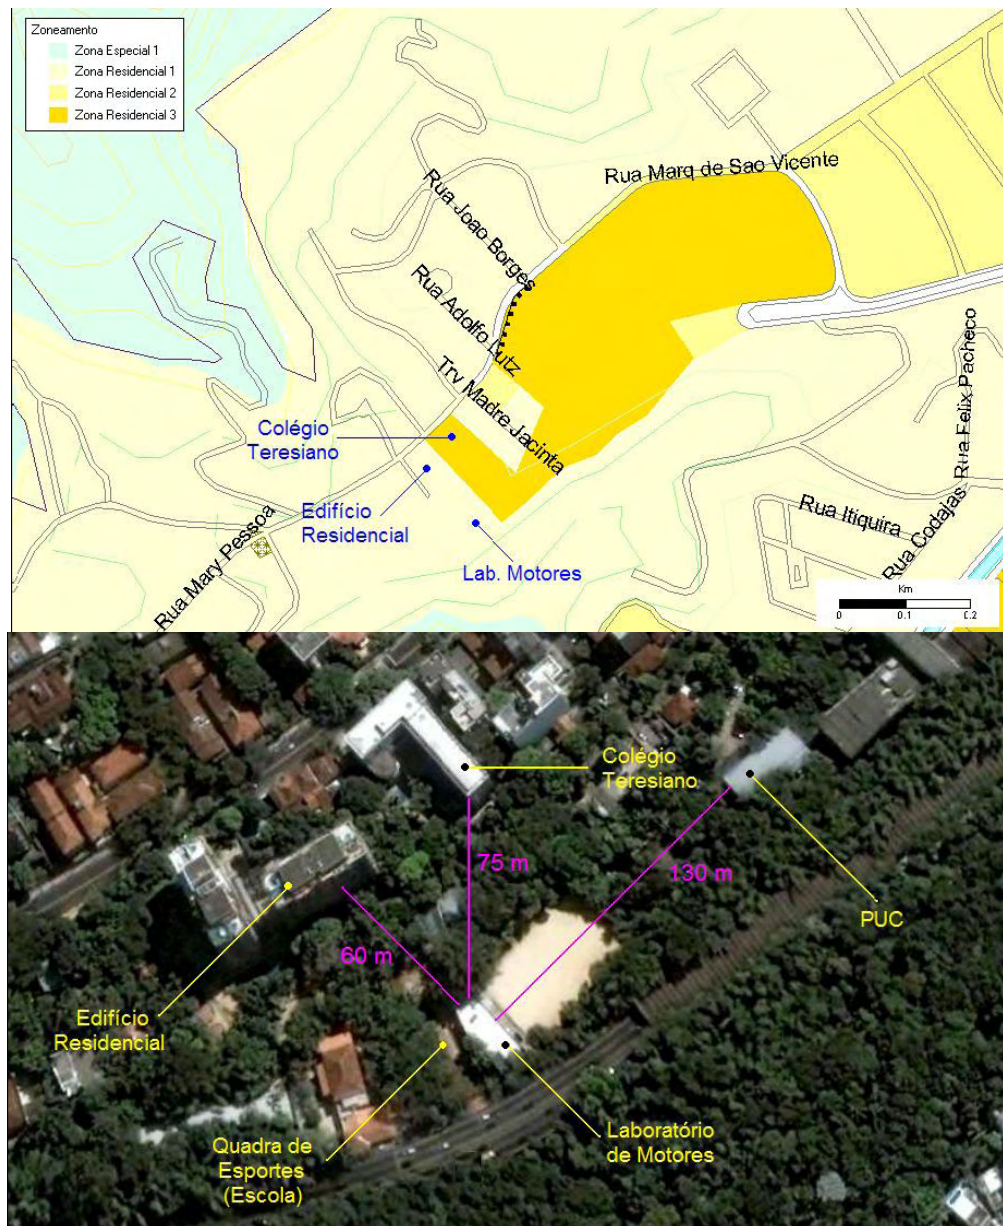 Zoneamento
Zona Especial 1
Zona Residencial 1
Zona Residencial 2
Zona Residencial 3
Rua Marq de Sao Vicente
Rua Joao Borges
Rua Adolfo Lutz
Trv Madre Jacinta
Colégio
Teresiano
Edifício
Residencial
Lab. Motores
Rua Mary Pessoa
Rua Itiquira
Rua Codajas
Rua Felix Pacheco
Km
0 0.1 0.2
Colégio
Teresiano
75 m
130 m
PUC
60 m
Edifício
Residencial
Quadra de
Esportes
(Escola)
Laboratório
de Motores